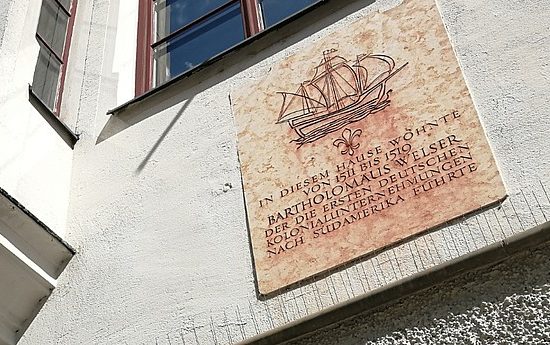 IN DIESEM HAUSE WOHNTE
VON 1511 BIS 1519
BARTHOLOMÄUS WELSER
DER DIE ERSTEN DEUTSCHEN
KOLONIALUNTERNEHMUNGEN
NACH SÜDAMERIKA FÜHRTE